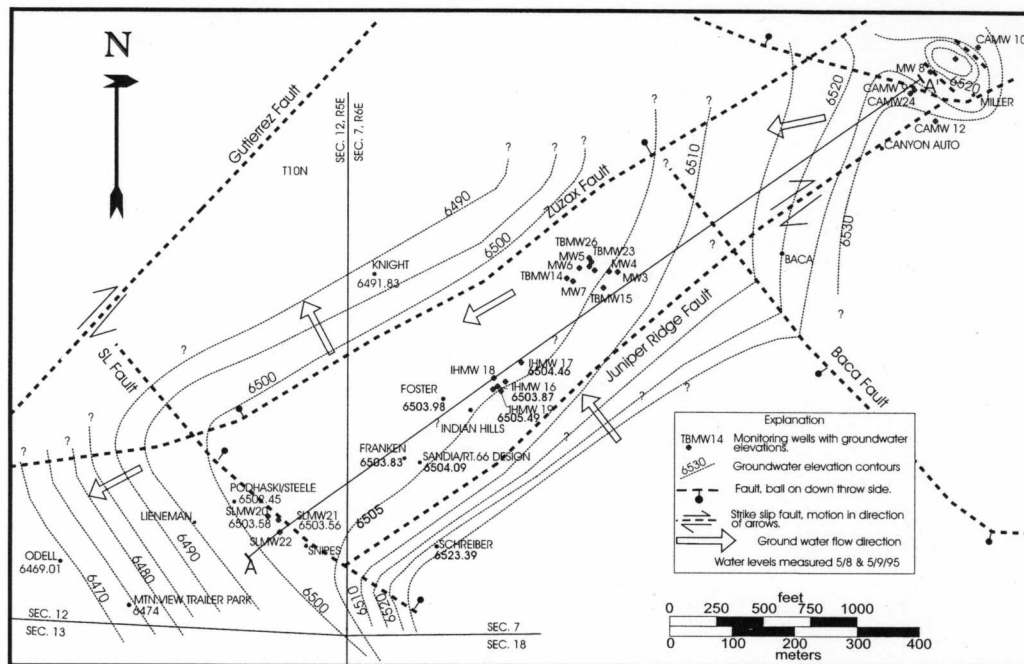 N
Gutierrez Fault
SEC. 12, R5E
SEC. 7, R6E
T10N
CAMW 10
MW 8
6520
CAMW 9
CAMW24
A'
MILLER
CAMW 12
CANYON AUTO
6520
6510
6530
Zuzax Fault
?
?
?
?
?
?
6490
6500
TBMW26
TBMW23
MW5
MW4
MW6
MW3
TBMW14
MW7
TBMW15
BACA
?
KNIGHT
6491.83
Juniper Ridge Fault
Baca Fault
SL Fault
?
6500
IHMW 17
6504.46
IHMW 18
IHMW 16
6503.87
IHMW 19
6505.49
FOSTER
6503.98
INDIAN HILLS
?
?
?
?
?
FRANKEN
6503.83
SANDIA/RT.66 DESIGN
6504.09
PODHASKI/STEELE
6502.45
SLMW20
6503.58
SLMW21
6503.56
6505
LIENEMAN
SLMW22
SNIPES
A
SCHREIBER
6523.39
6490
6480
6470
ODELL
6469.01
MTN.VIEW TRAILER PARK
6474
6500
6510
6520
SEC. 12
SEC. 13
SEC. 7
SEC. 18
Explanation
TBMW14 Monitoring wells with groundwater
elevations.
6530 Groundwater elevation contours
Fault, ball on down throw side.
Strike slip fault, motion in direction
of arrows.
Ground water flow direction
Water levels measured 5/8 & 5/9/95
feet
0 250 500 750 1000
0 100 200 300 400
meters